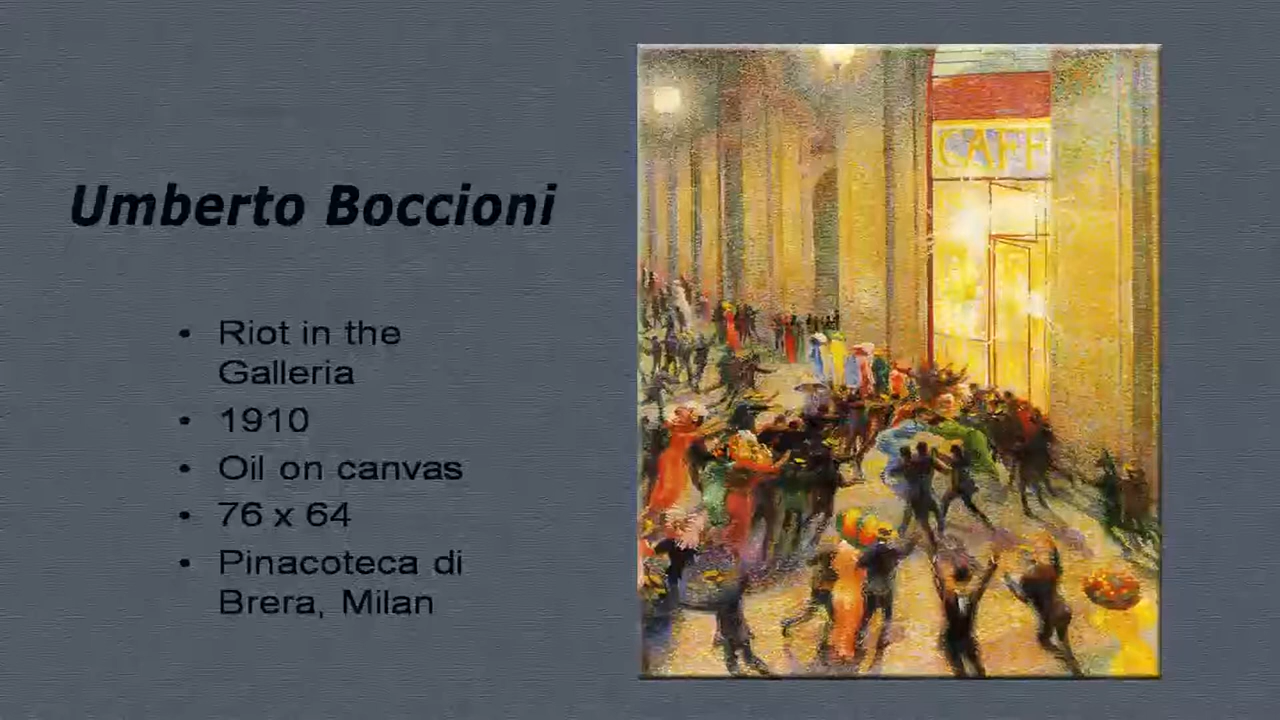 Umberto Boccioni
• Riot in the
Galleria
• 1910
• Oil on canvas
• 76 x 64
• Pinacoteca di
Brera, Milan
CAFF